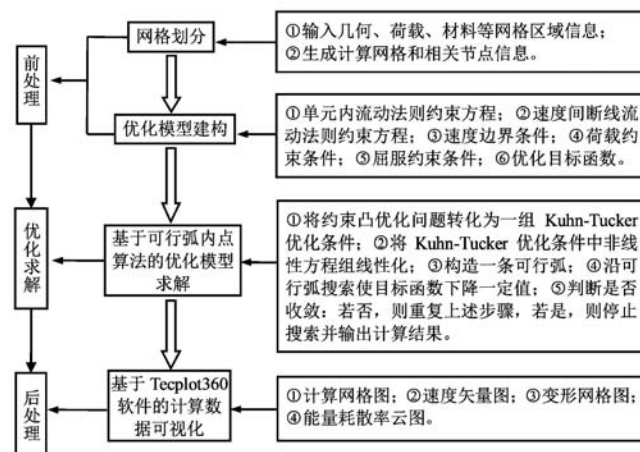 网格划分
①输入几何、荷载、材料等网格区域信息；
②生成计算网格和相关节点信息。
前处理
优化模型建构
①单元内流动法则约束方程；②速度间断线流
动法则约束方程；③速度边界条件；④荷载约
束条件；⑤屈服约束条件；⑥优化目标函数。
优化求解
基于可行弧内点
算法的优化模型
求解
①将约束凸优化问题转化为一组 Kuhn-Tucker
优化条件；②将 Kuhn-Tucker 优化条件中非线
性方程组线性化；③构造一条可行弧；④沿可
行弧搜索使目标函数下降一定值；⑤判断是否
收敛：若否，则重复上述步骤，若是，则停止
搜索并输出计算结果。
后处理
基于 Tecplot360
软件的计算数
据可视化
①计算网格图；②速度矢量图；③变形网格图；
④能量耗散率云图。